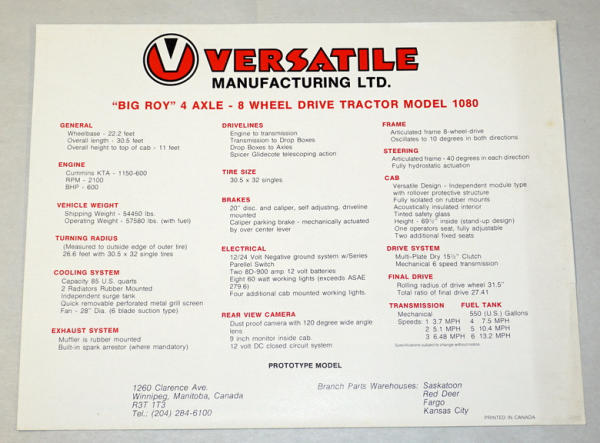 V VERSATILE
MANUFACTURING LTD.
"BIG ROY" 4 AXLE - 8 WHEEL DRIVE TRACTOR MODEL 1080
GENERAL
Wheelbase - 22.2 feet
Overall length - 30.5 feet
Overall height to top of cab - 11 feet
ENGINE
Cummins KTA - 1150-600
RPM - 2100
BHP - 600
VEHICLE WEIGHT
Shipping Weight - 54450 lbs.
Operating Weight - 57580 lbs. (with fuel)
TURNING RADIUS
(Measured to outside edge of outer tire)
26.6 feet with 30.5 x 32 single tires
COOLING SYSTEM
Capacity 85 U.S. quarts
2 Radiators Rubber Mounted
Independent surge tank
Quick removable perforated metal grill screen
Fan - 28" Dia. (6 blade suction type)
EXHAUST SYSTEM
Muffler is rubber mounted
Built-in spark arrestor (where mandatory)
DRIVELINES
Engine to transmission
Transmission to Drop Boxes
Drop Boxes to Axles
Spicer Glidecote telescoping action
TIRE SIZE
30.5 x 32 singles
BRAKES
20" disc. and caliper, self adjusting, driveline
mounted
Caliper parking brake - mechanically actuated
by over center lever
ELECTRICAL
12/24 Volt Negative ground system w/Series
Parellel Switch
Two 8D-900 amp 12 volt batteries
Eight 60 watt working lights (exceeds ASAE
279.6)
Four additional cab mounted working lights.
REAR VIEW CAMERA
Dust proof camera with 120 degree wide angle
lens
9 inch monitor inside cab.
12 volt DC closed circuit system.
FRAME
Articulated frame 8-wheel-drive
Oscillates to 10 degrees in both directions
STEERING
Articulated frame - 40 degrees in each direction
Fully hydrostatic actuation
CAB
Versatile Design - Independent module type
with rollover protective structure
Fully isolated on rubber mounts
Acoustically insulated interior
Tinted safety glass
Height - 69½" inside (stand-up design)
One operators seat, fully adjustable
Two additional fixed seats
DRIVE SYSTEM
Multi-Plate Dry 15½" Clutch
Mechanical 6 speed transmission
FINAL DRIVE
Rolling radius of drive wheel 31.5"
Total ratio of final drive 27.41
TRANSMISSION FUEL TANK
Mechanical 550 (U.S.) Gallons
Speeds: 1 3.7 MPH 4 7.5 MPH
2 5.1 MPH 5 10.4 MPH
3 6.48 MPH 6 13.2 MPH
Specifications subject to change without notice.
PROTOTYPE MODEL
1260 Clarence Ave.
Winnipeg, Manitoba, Canada
R3T 1T3
Tel.; (204) 284-6100
Branch Parts Warehouses: Saskatoon
Red Deer
Fargo
Kansas City
PRINTED IN CANADA